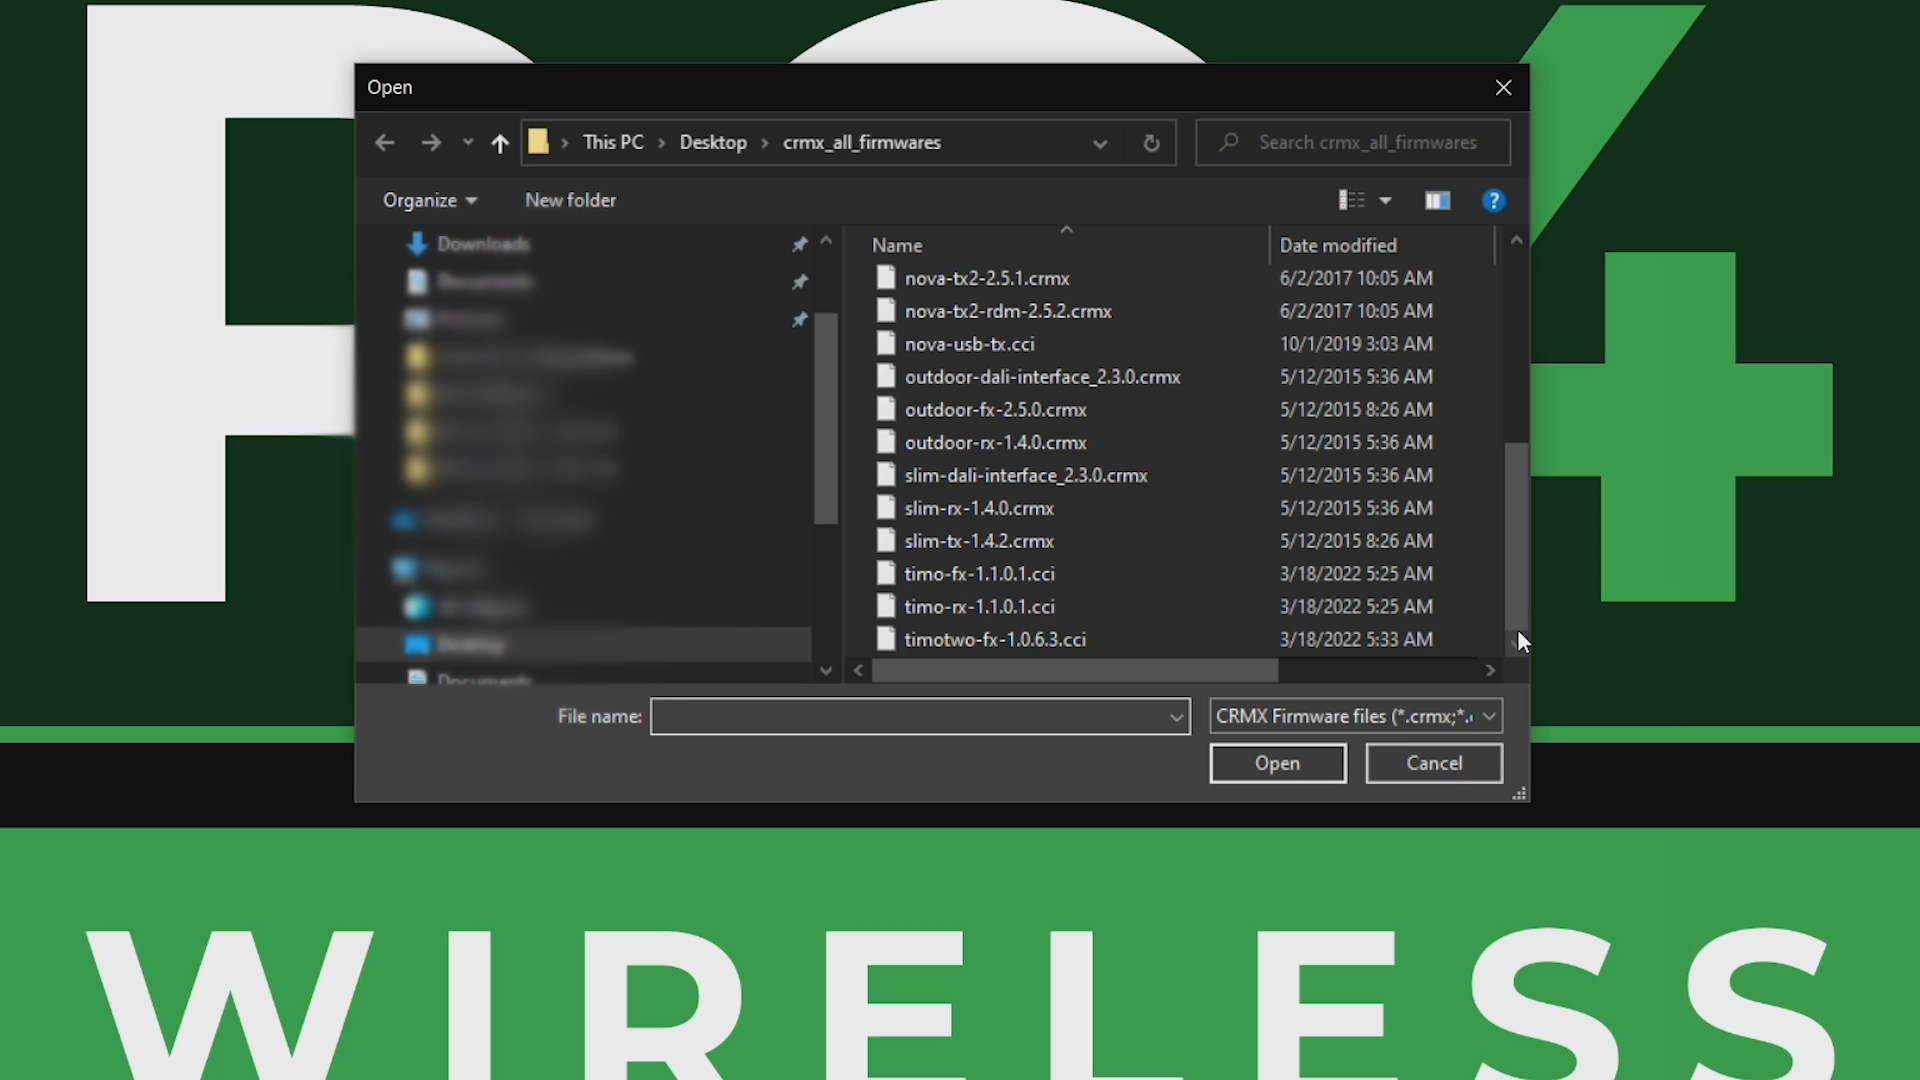 Open
This PC > Desktop > crmx_all_firmwares
Search crmx_all_firmwares
Organize
New folder
Downloads
Documents
Desktop
Documents
Name
Date modified
nova-tx2-2.5.1.crmx 6/2/2017 10:05 AM
nova-tx2-rdm-2.5.2.crmx 6/2/2017 10:05 AM
nova-usb-tx.cci 10/1/2019 3:03 AM
outdoor-dali-interface_2.3.0.crmx 5/12/2015 5:36 AM
outdoor-fx-2.5.0.crmx 5/12/2015 8:26 AM
outdoor-rx-1.4.0.crmx 5/12/2015 5:36 AM
slim-dali-interface_2.3.0.crmx 5/12/2015 5:36 AM
slim-rx-1.4.0.crmx 5/12/2015 5:36 AM
slim-tx-1.4.2.crmx 5/12/2015 8:26 AM
timo-fx-1.1.0.1.cci 3/18/2022 5:25 AM
timo-rx-1.1.0.1.cci 3/18/2022 5:25 AM
timotwo-fx-1.0.6.3.cci 3/18/2022 5:33 AM
File name:
CRMX Firmware files (*.crmx;*.
Open
Cancel
WIRELESS